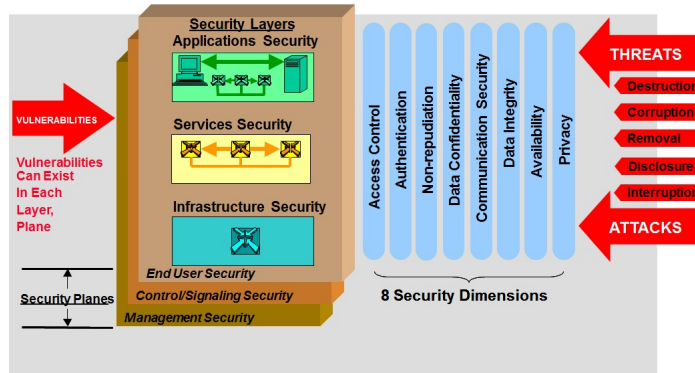 Security Layers
Applications Security
Services Security
Infrastructure Security
End User Security
Control/Signaling Security
Management Security
VULNERABILITIES
Vulnerabilities
Can Exist
In Each
Layer,
Plane
Security Planes
Access Control
Authentication
Non-repudiation
Data Confidentiality
Communication Security
Data Integrity
Availability
Privacy
8 Security Dimensions
THREATS
Destruction
Corruption
Removal
Disclosure
Interruption
ATTACKS